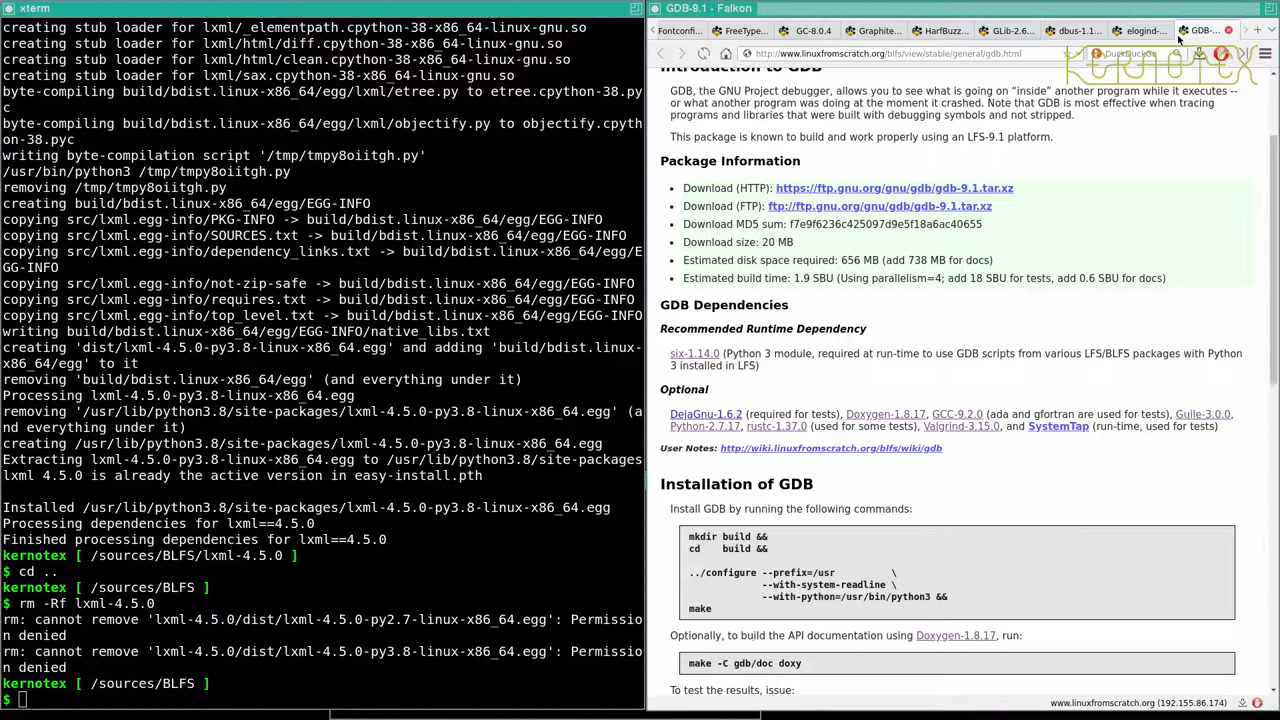 xterm
creating stub loader for lxml/_elementpath.cpython-38-x86_64-linux-gnu.so
creating stub loader for lxml/html/diff.cpython-38-x86_64-linux-gnu.so
creating stub loader for lxml/html/clean.cpython-38-x86_64-linux-gnu.so
creating stub loader for lxml/sax.cpython-38-x86_64-linux-gnu.so
byte-compiling build/bdist.linux-x86_64/egg/lxml/etree.py to etree.cpython-38.py
c
byte-compiling build/bdist.linux-x86_64/egg/lxml/objectify.py to objectify.cpyth
on-38.pyc
writing byte-compilation script '/tmp/tmpy8oiitgh.py'
/usr/bin/python3 /tmp/tmpy8oiitgh.py
removing /tmp/tmpy8oiitgh.py
creating build/bdist.linux-x86_64/egg/EGG-INFO
copying src/lxml.egg-info/PKG-INFO -> build/bdist.linux-x86_64/egg/EGG-INFO
copying src/lxml.egg-info/SOURCES.txt -> build/bdist.linux-x86_64/egg/EGG-INFO
copying src/lxml.egg-info/dependency_links.txt -> build/bdist.linux-x86_64/egg/E
GG-INFO
copying src/lxml.egg-info/not-zip-safe -> build/bdist.linux-x86_64/egg/EGG-INFO
copying src/lxml.egg-info/requires.txt -> build/bdist.linux-x86_64/egg/EGG-INFO
copying src/lxml.egg-info/top_level.txt -> build/bdist.linux-x86_64/egg/EGG-INFO
writing build/bdist.linux-x86_64/egg/EGG-INFO/native_libs.txt
creating 'dist/lxml-4.5.0-py3.8-linux-x86_64.egg' and adding 'build/bdist.linux-
x86_64/egg' to it
removing 'build/bdist.linux-x86_64/egg' (and everything under it)
Processing lxml-4.5.0-py3.8-linux-x86_64.egg
removing '/usr/lib/python3.8/site-packages/lxml-4.5.0-py3.8-linux-x86_64.egg' (a
nd everything under it)
creating /usr/lib/python3.8/site-packages/lxml-4.5.0-py3.8-linux-x86_64.egg
Extracting lxml-4.5.0-py3.8-linux-x86_64.egg to /usr/lib/python3.8/site-packages
lxml 4.5.0 is already the active version in easy-install.pth
Installed /usr/lib/python3.8/site-packages/lxml-4.5.0-py3.8-linux-x86_64.egg
Processing dependencies for lxml==4.5.0
Finished processing dependencies for lxml==4.5.0
kernotex [ /sources/BLFS/lxml-4.5.0 ]
$ cd ..
kernotex [ /sources/BLFS ]
$ rm -Rf lxml-4.5.0
rm: cannot remove 'lxml-4.5.0/dist/lxml-4.5.0-py2.7-linux-x86_64.egg': Permissio
n denied
rm: cannot remove 'lxml-4.5.0/dist/lxml-4.5.0-py3.8-linux-x86_64.egg': Permissio
n denied
kernotex [ /sources/BLFS ]
$
GDB-9.1 - Falkon
Fontconfi... FreeType... GC-8.0.4 Graphite... HarfBuzz... GLib-2.6... dbus-1.1... elogind-... GDB-...
http://www.linuxfromscratch.org/blfs/view/stable/general/gdb.html DuckDuckGo
KERNOTEX
Introduction to GDB
GDB, the GNU Project debugger, allows you to see what is going on “inside” another program while it executes --
or what another program was doing at the moment it crashed. Note that GDB is most effective when tracing
programs and libraries that were built with debugging symbols and not stripped.
This package is known to build and work properly using an LFS-9.1 platform.
Package Information
• Download (HTTP): https://ftp.gnu.org/gnu/gdb/gdb-9.1.tar.xz
• Download (FTP): ftp://ftp.gnu.org/gnu/gdb/gdb-9.1.tar.xz
• Download MD5 sum: f7e9f6236c425097d9e5f18a6ac40655
• Download size: 20 MB
• Estimated disk space required: 656 MB (add 738 MB for docs)
• Estimated build time: 1.9 SBU (Using parallelism=4; add 18 SBU for tests, add 0.6 SBU for docs)
GDB Dependencies
Recommended Runtime Dependency
six-1.14.0 (Python 3 module, required at run-time to use GDB scripts from various LFS/BLFS packages with Python
3 installed in LFS)
Optional
DejaGnu-1.6.2 (required for tests), Doxygen-1.8.17, GCC-9.2.0 (ada and gfortran are used for tests), Guile-3.0.0,
Python-2.7.17, rustc-1.37.0 (used for some tests), Valgrind-3.15.0, and SystemTap (run-time, used for tests)
User Notes: http://wiki.linuxfromscratch.org/blfs/wiki/gdb
Installation of GDB
Install GDB by running the following commands:
mkdir build &&
cd build &&
../configure --prefix=/usr \
--with-system-readline \
--with-python=/usr/bin/python3 &&
make
Optionally, to build the API documentation using Doxygen-1.8.17, run:
make -C gdb/doc doxy
To test the results, issue:
www.linuxfromscratch.org (192.155.86.174)